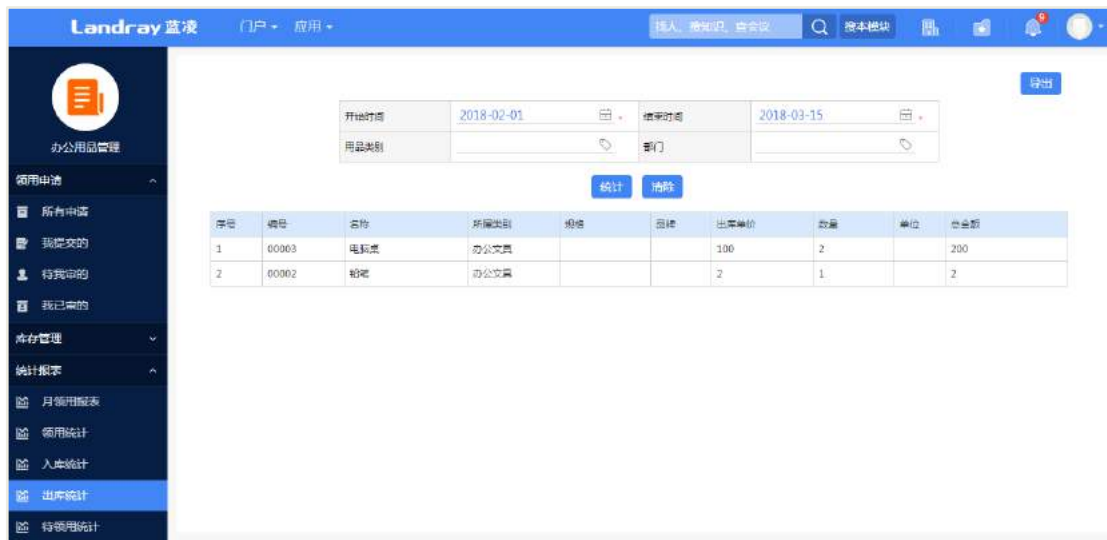 Landray 蓝凌 门户 应用 找人、搜知识、查会议 搜本模块 9
导出
办公用品管理
开始时间 2018-02-01 结束时间 2018-03-15
用品类别 部门
统计 清除
领用申请
所有申请
我提交的
待我审的
我已审的
库存管理
统计报表
月领用报表
领用统计
入库统计
出库统计
待领用统计
序号 编号 名称 所属类别 规格 品牌 出库单价 数量 单位 总金额
1 00003 电脑桌 办公文具 100 2 200
2 00002 铅笔 办公文具 2 1 2